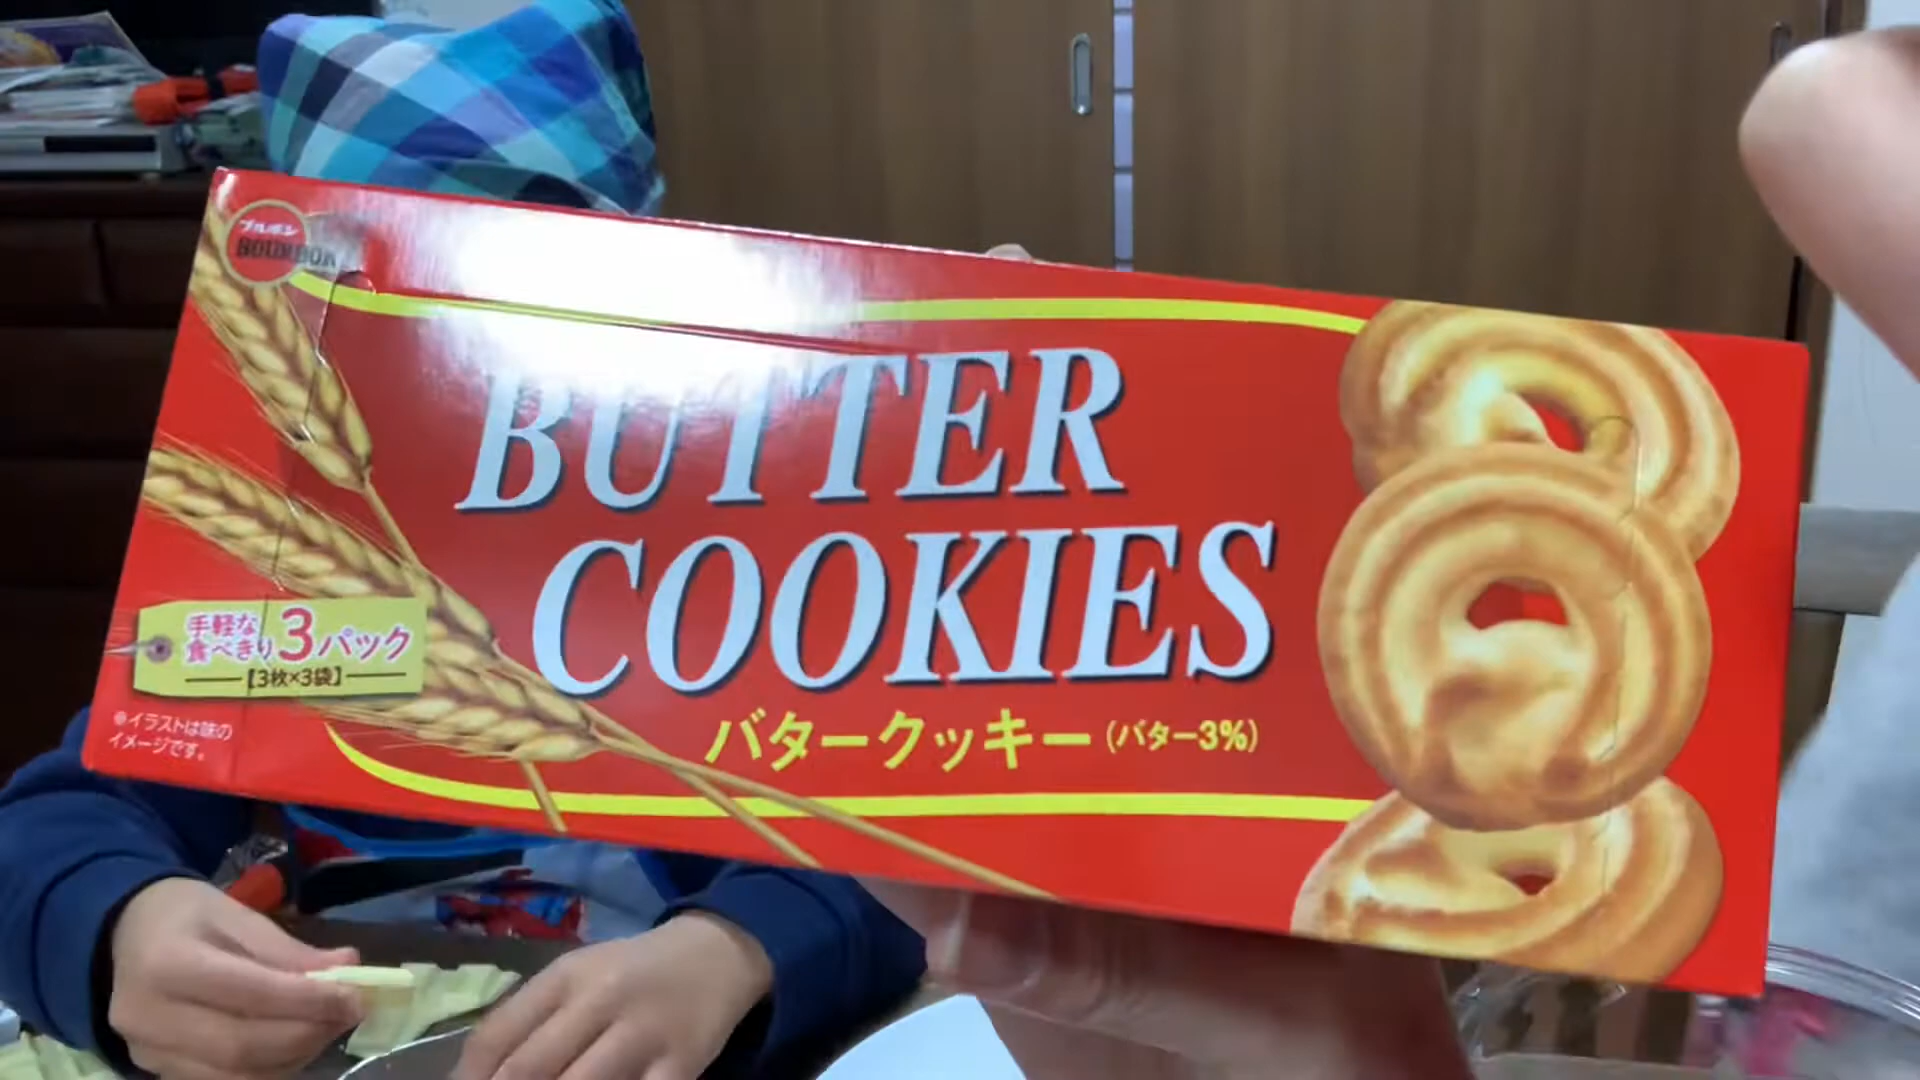 ブルボン
BOURBON
BUTTER
COOKIES
バタークッキー(バター3%)
手軽な
食べきり3パック
【3枚×3袋】
※イラストは味の
イメージです。